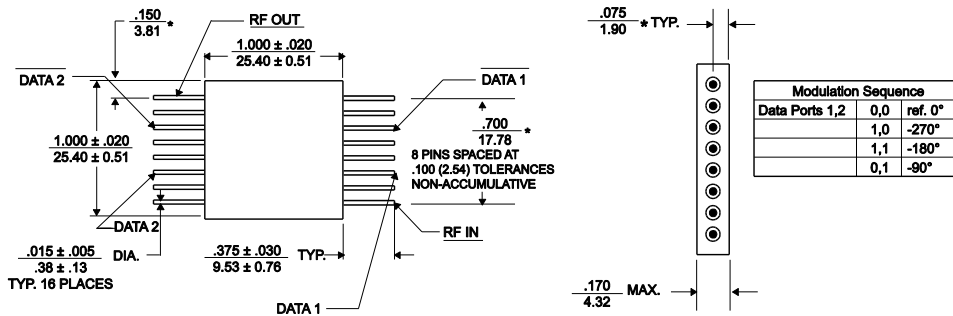 .150
3.81 *
RF OUT
1.000 ± .020
25.40 ± 0.51
DATA 2
DATA 1
1.000 ± .020
25.40 ± 0.51
.700
17.78 *
8 PINS SPACED AT
.100 (2.54) TOLERANCES
NON-ACCUMULATIVE
DATA 2
RF IN
.015 ± .005
.38 ± .13
DIA.
TYP. 16 PLACES
.375 ± .030
9.53 ± 0.76
TYP.
DATA 1
.075
1.90 * TYP.
.170
4.32 MAX.
Modulation Sequence
Data Ports 1,2 0,0 ref. 0°
1,0 -270°
1,1 -180°
0,1 -90°